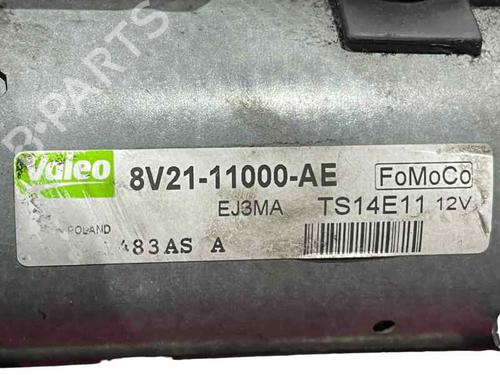 B-PARTS
Valeo
8V21-11000-AE
FoMoCo
EJ3MA
TS14E11 12V
POLAND
483AS A